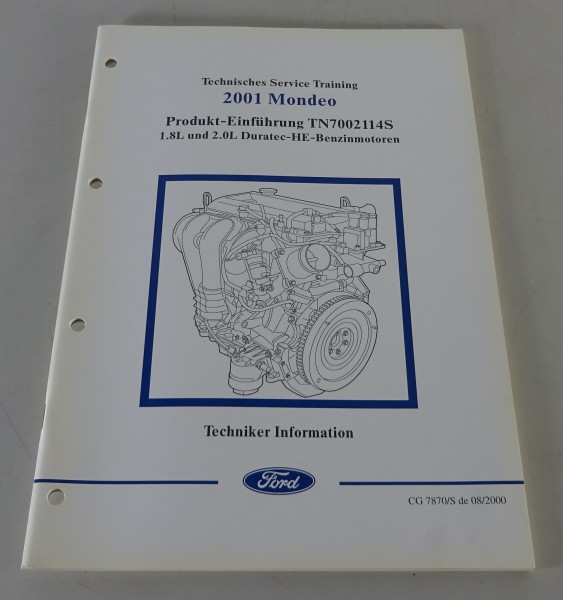 Technisches Service Training
2001 Mondeo
Produkt-Einführung TN7002114S
1.8L und 2.0L Duratec-HE-Benzinmotoren
Techniker Information
Ford
CG 7870/S de 08/2000